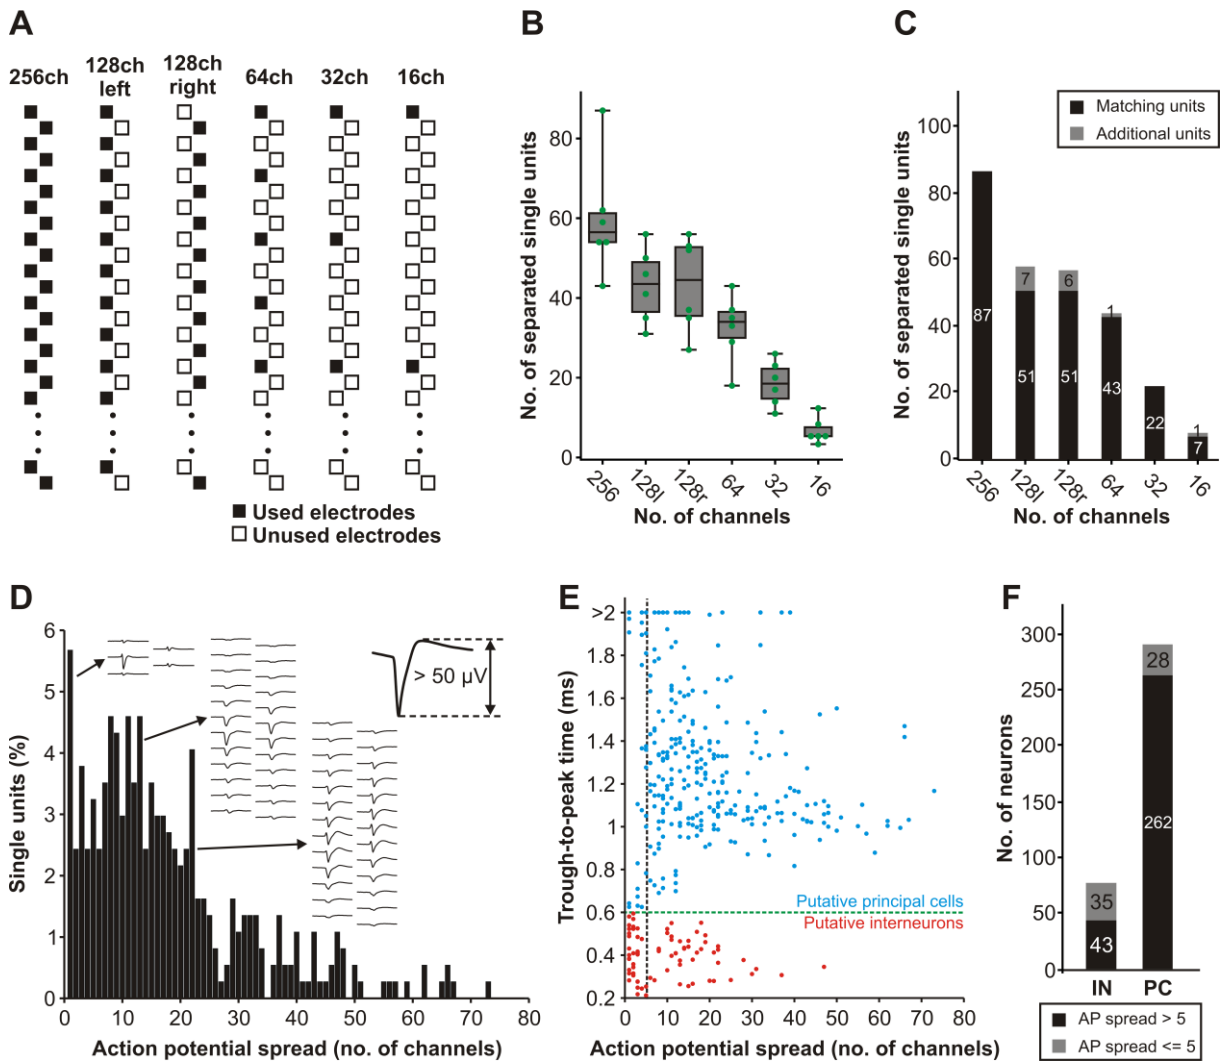 A
256ch
128ch
left
128ch
right
64ch
32ch
16ch
Used electrodes
Unused electrodes
B
No. of separated single units
80
60
40
20
0
256
128l
128r
64
32
16
No. of channels
C
Matching units
Additional units
No. of separated single units
100
80
60
40
20
0
87
7
51
6
51
1
43
22
1
7
256
128l
128r
64
32
16
No. of channels
D
Single units (%)
6
5
4
3
2
1
0
> 50 µV
0
10
20
30
40
50
60
70
80
Action potential spread (no. of channels)
E
Trough-to-peak time (ms)
>2
1.8
1.6
1.4
1.2
1
0.8
0.6
0.4
0.2
Putative principal cells
Putative interneurons
0
10
20
30
40
50
60
70
80
Action potential spread (no. of channels)
F
No. of neurons
300
250
200
150
100
50
0
35
43
28
262
IN
PC
AP spread > 5
AP spread <= 5